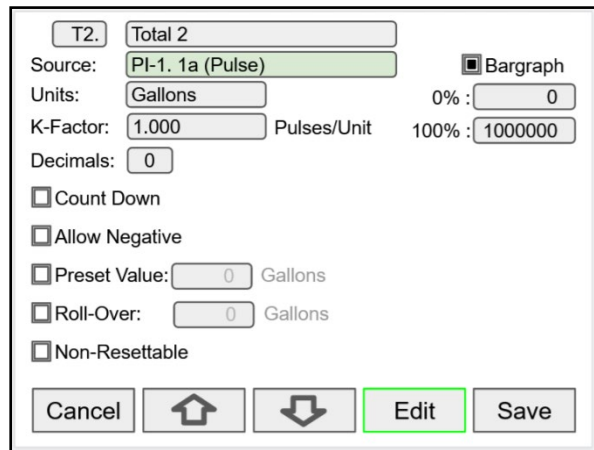 T2. Total 2
Source: PI-1. 1a (Pulse) Bargraph
Units: Gallons 0% : 0
K-Factor: 1.000 Pulses/Unit 100% : 1000000
Decimals: 0
Count Down
Allow Negative
Preset Value: 0 Gallons
Roll-Over: 0 Gallons
Non-Resettable
Cancel Edit Save